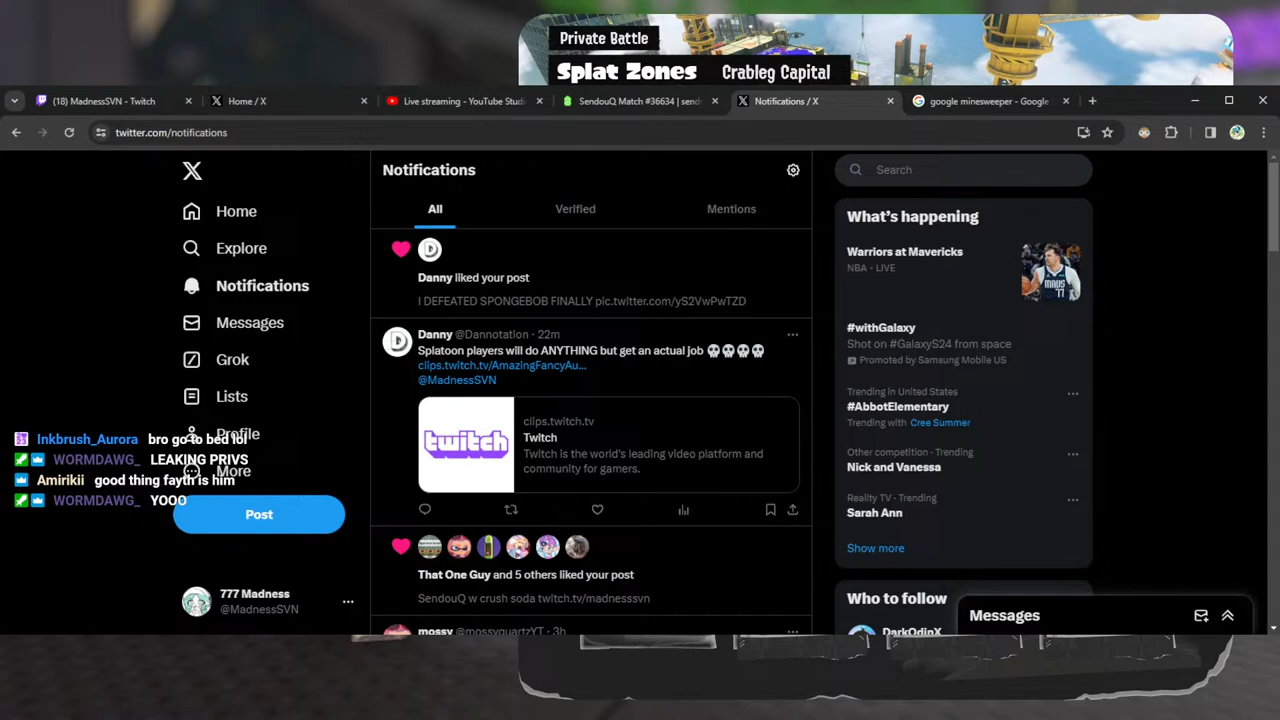 Private Battle
Splat Zones Crableg Capital
(18) MadnessSVN - Twitch
Home / X
Live streaming - YouTube Studi
SendouQ Match #36634 | send
Notifications / X
google minesweeper - Google
twitter.com/notifications
Home
Explore
Notifications
Messages
Grok
Lists
Profile
More
Post
777 Madness
@MadnessSVN
Inkbrush_Aurora bro go to bed lol
WORMDAWG_ LEAKING PRIVS
Amirikii good thing fayth is him
WORMDAWG_ YOOO
Notifications
All
Verified
Mentions
Danny liked your post
I DEFEATED SPONGEBOB FINALLY pic.twitter.com/yS2VwPwTZD
Danny @Dannotation · 22m
Splatoon players will do ANYTHING but get an actual job 💀💀💀💀
clips.twitch.tv/AmazingFancyAu...
@MadnessSVN
twitch
clips.twitch.tv
Twitch
Twitch is the world's leading video platform and
community for gamers.
That One Guy and 5 others liked your post
SendouQ w crush soda twitch.tv/madnesssvn
mossy @mossyquartzYT · 3h
Search
What's happening
Warriors at Mavericks
NBA · LIVE
#withGalaxy
Shot on #GalaxyS24 from space
Promoted by Samsung Mobile US
Trending in United States
#AbbotElementary
Trending with Cree Summer
Other competition · Trending
Nick and Vanessa
Reality TV · Trending
Sarah Ann
Show more
Who to follow
DarkOdinX
Messages